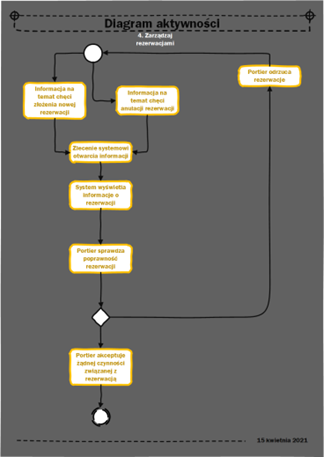 Diagram aktywności
4. Zarządzaj
rezerwacjami
Portier odrzuca
rezerwację
Informacja na
temat chęci
złożenia nowej
rezerwacji
Informacja na
temat chęci
anulacji rezerwacji
Zlecenie systemowi
otwarcia informacji
System wyświetla
informacje o
rezerwacji
Portier sprawdza
poprawność
rezerwacji
Portier akceptuje
żądnej czynności
związanej z
rezerwacją
15 kwietnia 2021